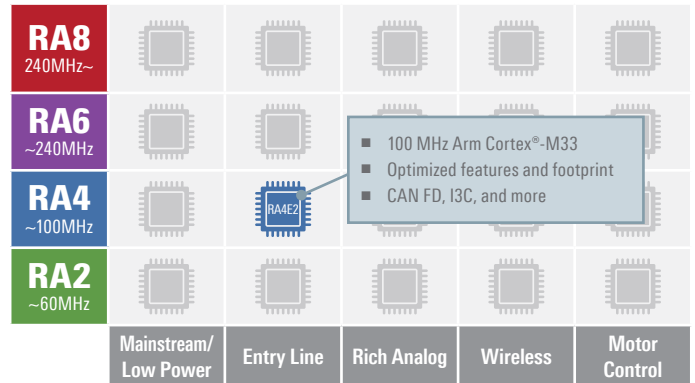 RA8
240MHz~
RA6
~240MHz
■ 100 MHz Arm Cortex®-M33
■ Optimized features and footprint
■ CAN FD, I3C, and more
RA4
~100MHz
RA4E2
RA2
~60MHz
Mainstream/
Low Power
Entry Line
Rich Analog
Wireless
Motor
Control